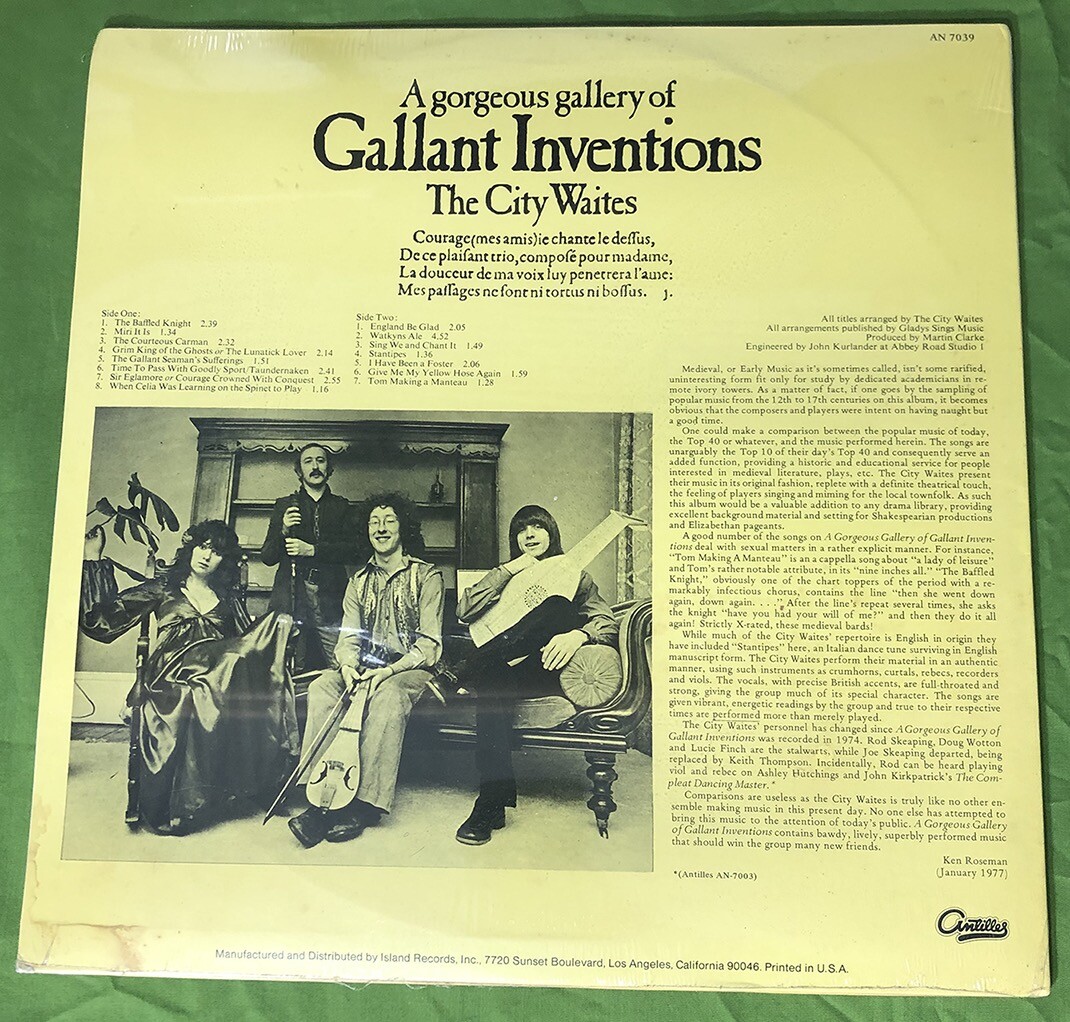 AN 7039
A gorgeous gallery of
Gallant Inventions
The City Waites
Courage(mes amis)ie chante le deſſus,
De ce plaiſant trio,compoſé pour madame,
La douceur de ma voix luy penetrera l'ame:
Mes paſſages ne ſont ni tortus ni boſſus. j.
Side One:
1. The Baffled Knight 2.39
2. Miri It Is 1.34
3. The Courteous Carman 2.32
4. Grim King of the Ghosts or The Lunatick Lover 2.14
5. The Gallant Seaman's Sufferings 1.51
6. Time To Pass With Goodly Sport/Taundernaken 2.41
7. Sir Eglamore or Courage Crowned With Conquest 2.55
8. When Celia Was Learning on the Spinet to Play 1.16
Side Two:
1. England Be Glad 2.05
2. Watkyns Ale 4.52
3. Sing We and Chant It 1.49
4. Stantipes 1.36
5. I Have Been a Foster 2.06
6. Give Me My Yellow Hose Again 1.59
7. Tom Making a Manteau 1.28
All titles arranged by The City Waites
All arrangements published by Gladys Sings Music
Produced by Martin Clarke
Engineered by John Kurlander at Abbey Road Studio I
Medieval, or Early Music as it's sometimes called, isn't some rarified,
uninteresting form fit only for study by dedicated academicians in re-
mote ivory towers. As a matter of fact, if one goes by the sampling of
popular music from the 12th to 17th centuries on this album, it becomes
obvious that the composers and players were intent on having naught but
a good time.
One could make a comparison between the popular music of today,
the Top 40 or whatever, and the music performed herein. The songs are
unarguably the Top 10 of their day's Top 40 and consequently serve an
added function, providing a historic and educational service for people
interested in medieval literature, plays, etc. The City Waites present
their music in its original fashion, replete with a definite theatrical touch,
the feeling of players singing and miming for the local townfolk. As such
this album would be a valuable addition to any drama library, providing
excellent background material and setting for Shakespearian productions
and Elizabethan pageants.
A good number of the songs on A Gorgeous Gallery of Gallant Inven-
tions deal with sexual matters in a rather explicit manner. For instance,
"Tom Making A Manteau" is an a cappella song about "a lady of leisure"
and Tom's rather notable attribute, in its "nine inches all." "The Baffled
Knight," obviously one of the chart toppers of the period with a re-
markably infectious chorus, contains the line "then she went down
again, down again. . . ." After the line's repeat several times, she asks
the knight "have you had your will of me?" and then they do it all
again! Strictly X-rated, these medieval bards!
While much of the City Waites' repertoire is English in origin they
have included "Stantipes" here, an Italian dance tune surviving in English
manuscript form. The City Waites perform their material in an authentic
manner, using such instruments as crumhorns, curtals, rebecs, recorders
and viols. The vocals, with precise British accents, are full-throated and
strong, giving the group much of its special character. The songs are
given vibrant, energetic readings by the group and true to their respective
times are performed more than merely played.
The City Waites' personnel has changed since A Gorgeous Gallery of
Gallant Inventions was recorded in 1974. Rod Skeaping, Doug Wotton
and Lucie Finch are the stalwarts, while Joe Skeaping departed, being
replaced by Keith Thompson. Incidentally, Rod can be heard playing
viol and rebec on Ashley Hutchings and John Kirkpatrick's The Com-
pleat Dancing Master.*
Comparisons are useless as the City Waites is truly like no other en-
semble making music in this present day. No one else has attempted to
bring this music to the attention of today's public. A Gorgeous Gallery
of Gallant Inventions contains bawdy, lively, superbly performed music
that should win the group many new friends.
Ken Roseman
(January 1977)
*(Antilles AN-7003)
Antilles
Manufactured and Distributed by Island Records, Inc., 7720 Sunset Boulevard, Los Angeles, California 90046. Printed in U.S.A.